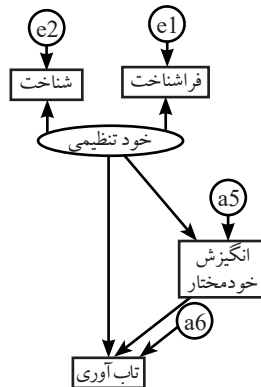 e2
e1
شناخت
فراشناخت
خود تنظیمی
a5
انگیزش
خودمختار
a6
تاب آوری